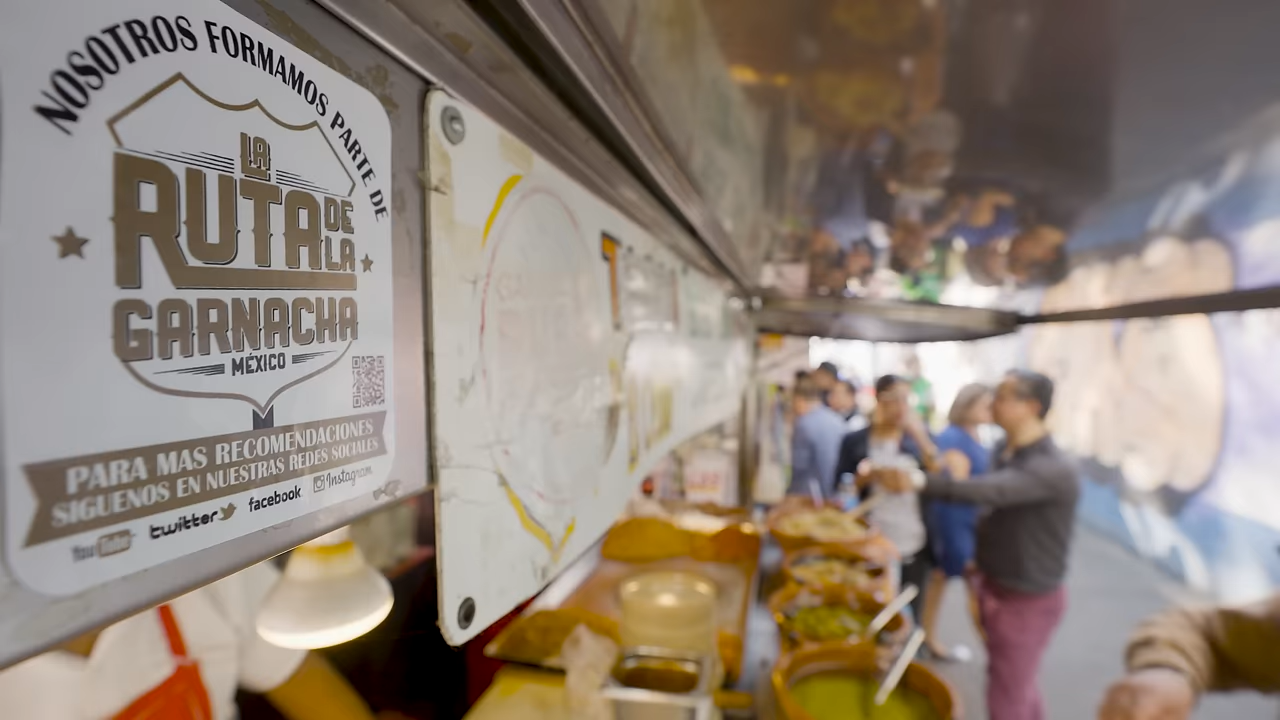 NOSOTROS FORMAMOS PARTE DE
LA
RUTA DE LA
GARNACHA
MÉXICO
PARA MAS RECOMENDACIONES
SIGUENOS EN NUESTRAS REDES SOCIALES
YouTube twitter facebook Instagram